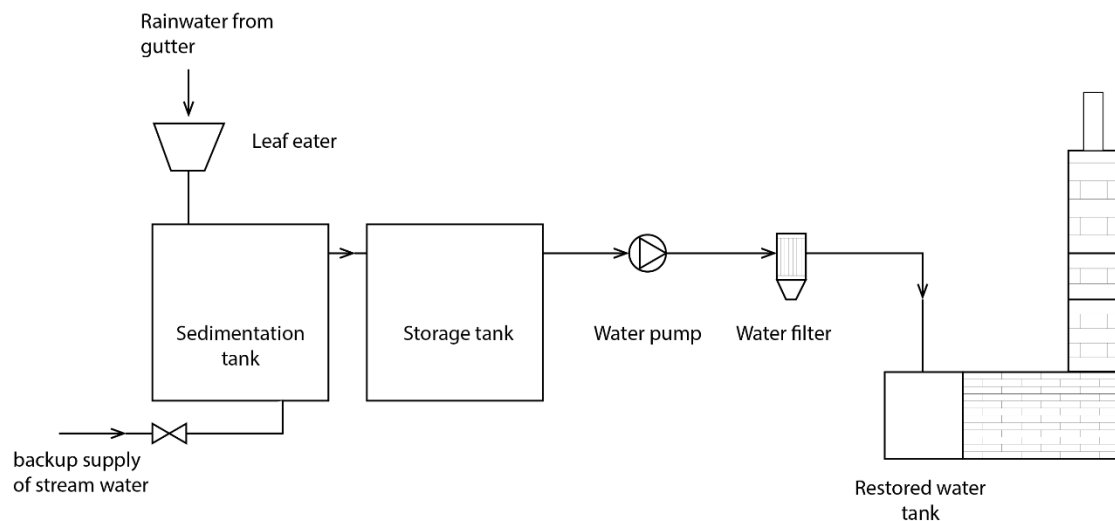 Rainwater from
gutter
Leaf eater
Sedimentation
tank
Storage tank
Water pump
Water filter
backup supply
of stream water
Restored water
tank